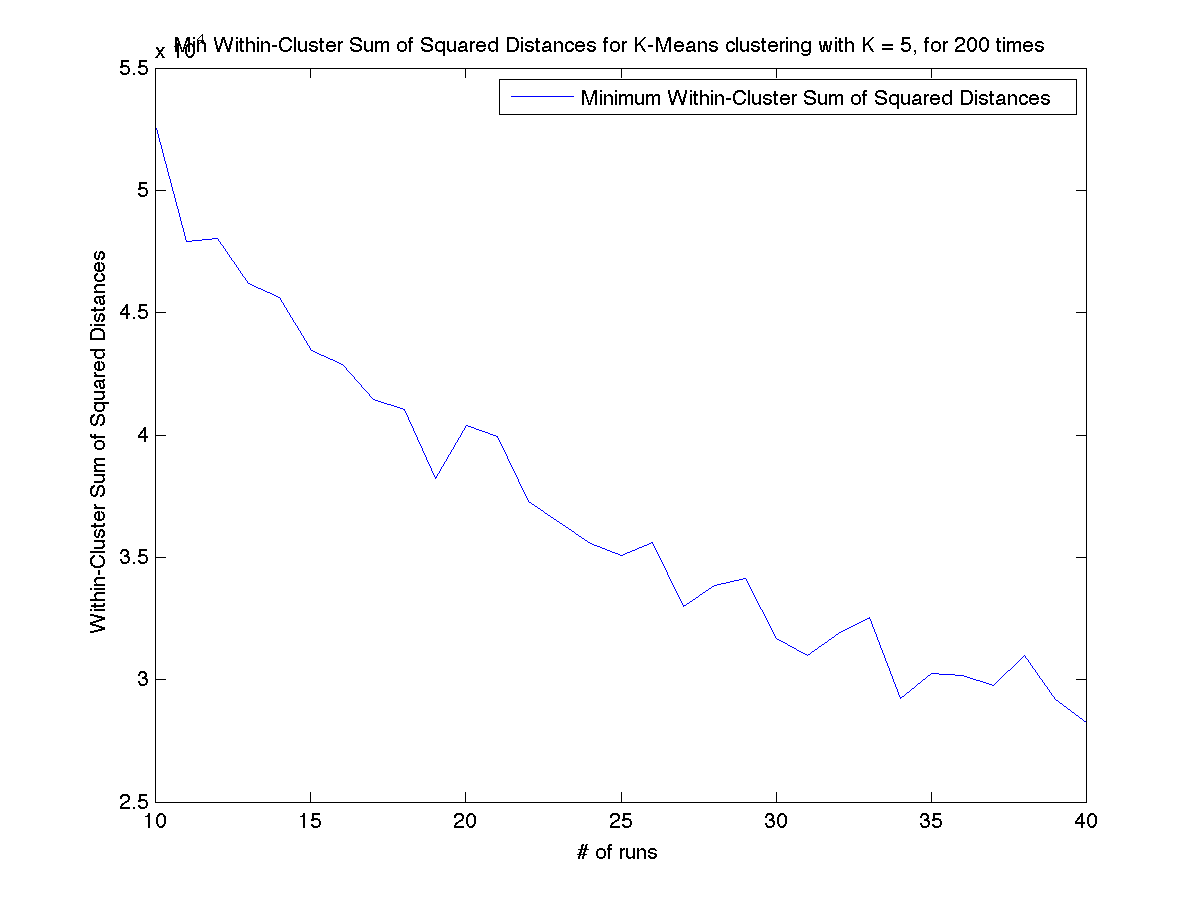 Min Within-Cluster Sum of Squared Distances for K-Means clustering with K = 5, for 200 times
x 10^4
Minimum Within-Cluster Sum of Squared Distances
5.5
5
4.5
4
3.5
3
2.5
Within-Cluster Sum of Squared Distances
10 15 20 25 30 35 40
# of runs